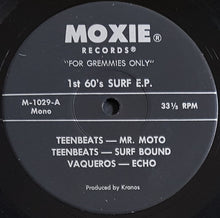 MOXIE®
RECORDS®
"FOR GREMMIES ONLY"
1st 60's SURF E.P.
M-1029-A
Mono
33⅓ RPM
TEENBEATS — MR. MOTO
TEENBEATS — SURF BOUND
VAQUEROS — ECHO
Produced by Kronos